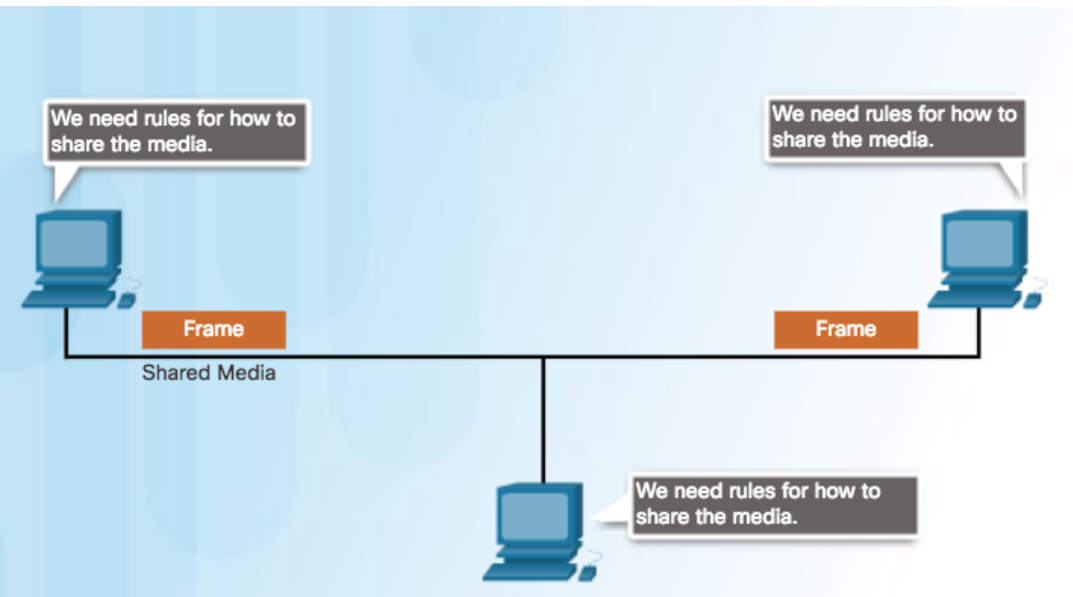 We need rules for how to
share the media.
We need rules for how to
share the media.
Frame
Frame
Shared Media
We need rules for how to
share the media.